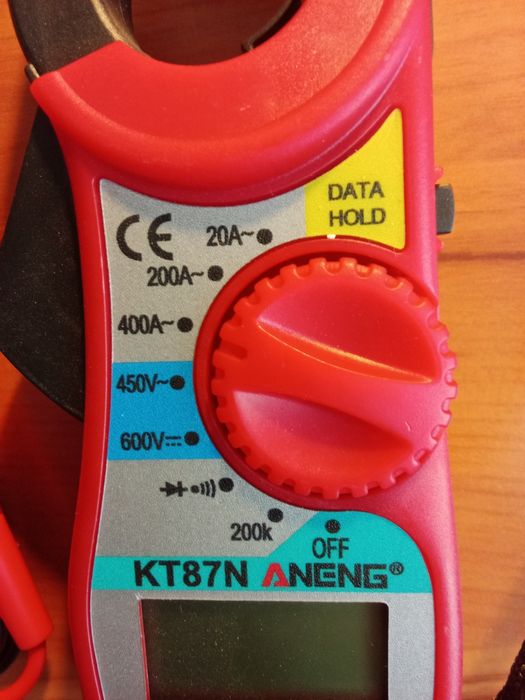 DATA
HOLD
CE
20A~
200A~
400A~
450V~
600V⎓
200k
OFF
KT87N ANENG®